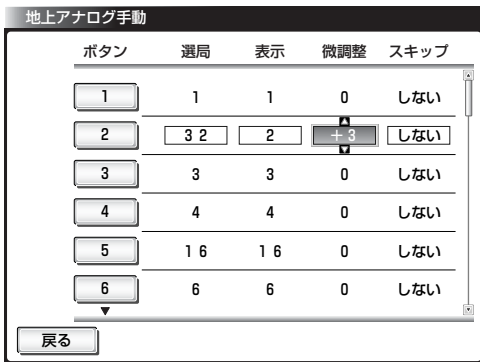 地上アナログ手動
ボタン 選局 表示 微調整 スキップ
1 1 1 0 しない
2 32 2 +3 しない
3 3 3 0 しない
4 4 4 0 しない
5 16 16 0 しない
6 6 6 0 しない
戻る